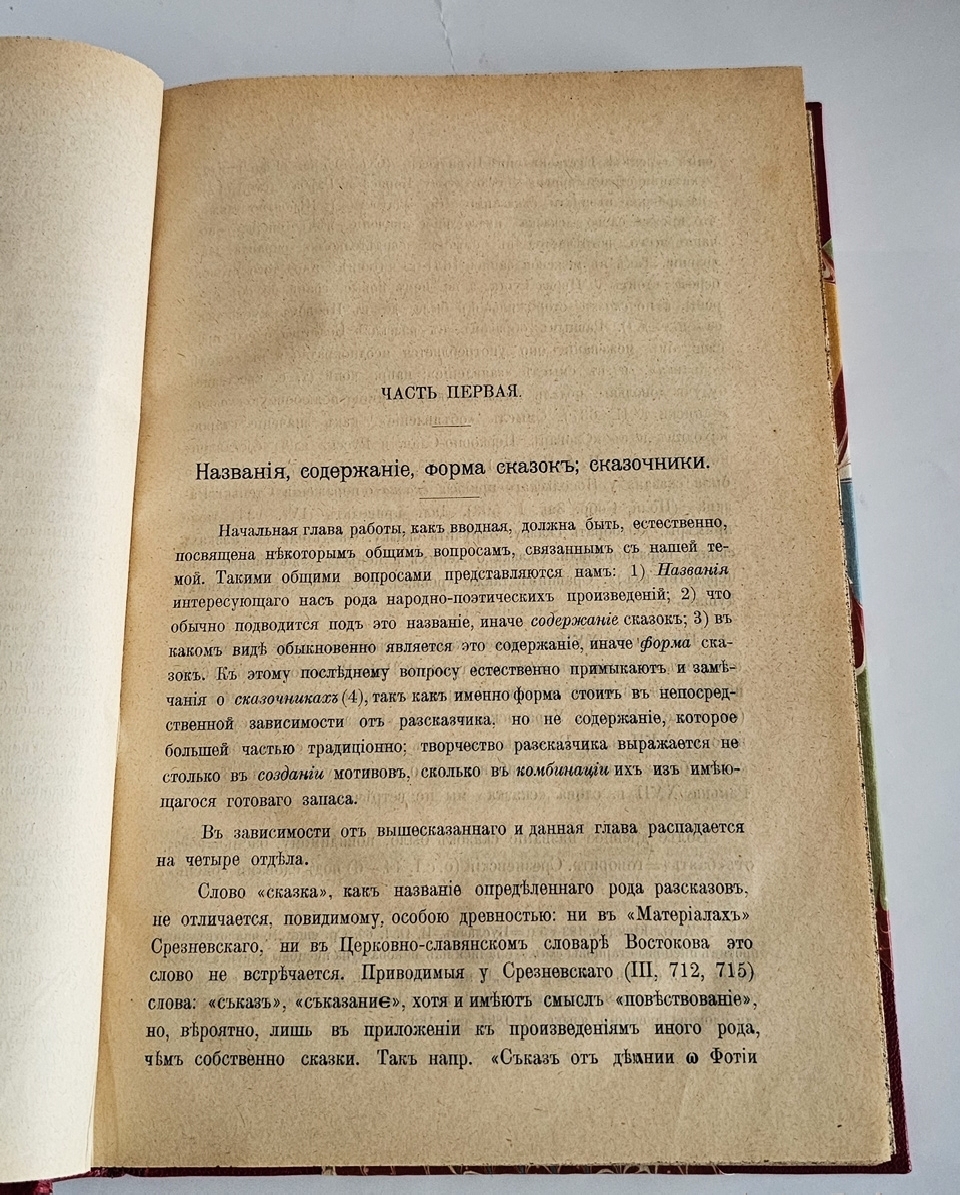 ЧАСТЬ ПЕРВАЯ.
Названія, содержаніе, форма сказокъ; сказочники.
Начальная глава работы, какъ вводная, должна быть, естественно,
посвящена нѣкоторымъ общимъ вопросамъ, связаннымъ съ нашей те-
мой. Такими общими вопросами представляются намъ: 1) Названія
интересующаго насъ рода народно-поэтическихъ произведеній; 2) что
обычно подводится подъ это названіе, иначе содержаніе сказокъ; 3) въ
какомъ видѣ обыкновенно является это содержаніе, иначе форма ска-
зокъ. Къ этому послѣднему вопросу естественно примыкаютъ и замѣ-
чанія о сказочникахъ (4), такъ какъ именно форма стоитъ въ непосред-
ственной зависимости отъ разсказчика, но не содержаніе, которое
большей частью традиціонно; творчество разсказчика выражается не
столько въ созданіи мотивовъ, сколько въ комбинаціи ихъ изъ имѣю-
щагося готоваго запаса.
Въ зависимости отъ вышесказаннаго и данная глава распадается
на четыре отдѣла.
Слово «сказка», какъ названіе опредѣленнаго рода разсказовъ,
не отличается, повидимому, особою древностью: ни въ «Матеріалахъ»
Срезневскаго, ни въ Церковно-славянскомъ словарѣ Востокова это
слово не встрѣчается. Приводимыя у Срезневскаго (III, 712, 715)
слова: «съказъ», «съказаниѥ», хотя и имѣютъ смыслъ «повѣствованіе»,
но, вѣроятно, лишь въ приложеніи къ произведеніямъ иного рода,
чѣмъ собственно сказки. Такъ напр. «Съказъ отъ дѣꙗнии ѡ Фотіи